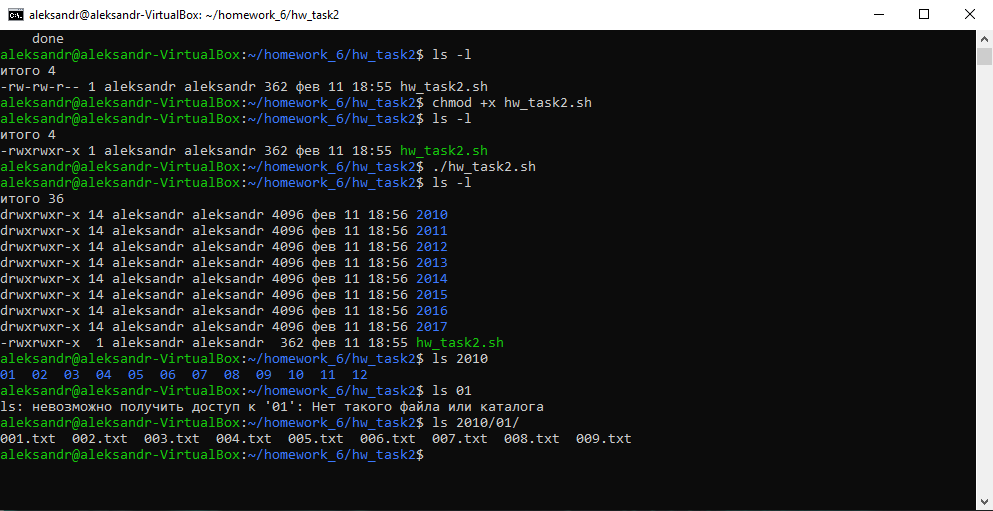 aleksandr@aleksandr-VirtualBox: ~/homework_6/hw_task2
done
aleksandr@aleksandr-VirtualBox:~/homework_6/hw_task2$ ls -l
итого 4
-rw-rw-r-- 1 aleksandr aleksandr 362 фев 11 18:55 hw_task2.sh
aleksandr@aleksandr-VirtualBox:~/homework_6/hw_task2$ chmod +x hw_task2.sh
aleksandr@aleksandr-VirtualBox:~/homework_6/hw_task2$ ls -l
итого 4
-rwxrwxr-x 1 aleksandr aleksandr 362 фев 11 18:55 hw_task2.sh
aleksandr@aleksandr-VirtualBox:~/homework_6/hw_task2$ ./hw_task2.sh
aleksandr@aleksandr-VirtualBox:~/homework_6/hw_task2$ ls -l
итого 36
drwxrwxr-x 14 aleksandr aleksandr 4096 фев 11 18:56 2010
drwxrwxr-x 14 aleksandr aleksandr 4096 фев 11 18:56 2011
drwxrwxr-x 14 aleksandr aleksandr 4096 фев 11 18:56 2012
drwxrwxr-x 14 aleksandr aleksandr 4096 фев 11 18:56 2013
drwxrwxr-x 14 aleksandr aleksandr 4096 фев 11 18:56 2014
drwxrwxr-x 14 aleksandr aleksandr 4096 фев 11 18:56 2015
drwxrwxr-x 14 aleksandr aleksandr 4096 фев 11 18:56 2016
drwxrwxr-x 14 aleksandr aleksandr 4096 фев 11 18:56 2017
-rwxrwxr-x  1 aleksandr aleksandr  362 фев 11 18:55 hw_task2.sh
aleksandr@aleksandr-VirtualBox:~/homework_6/hw_task2$ ls 2010
01  02  03  04  05  06  07  08  09  10  11  12
aleksandr@aleksandr-VirtualBox:~/homework_6/hw_task2$ ls 01
ls: невозможно получить доступ к '01': Нет такого файла или каталога
aleksandr@aleksandr-VirtualBox:~/homework_6/hw_task2$ ls 2010/01/
001.txt  002.txt  003.txt  004.txt  005.txt  006.txt  007.txt  008.txt  009.txt
aleksandr@aleksandr-VirtualBox:~/homework_6/hw_task2$